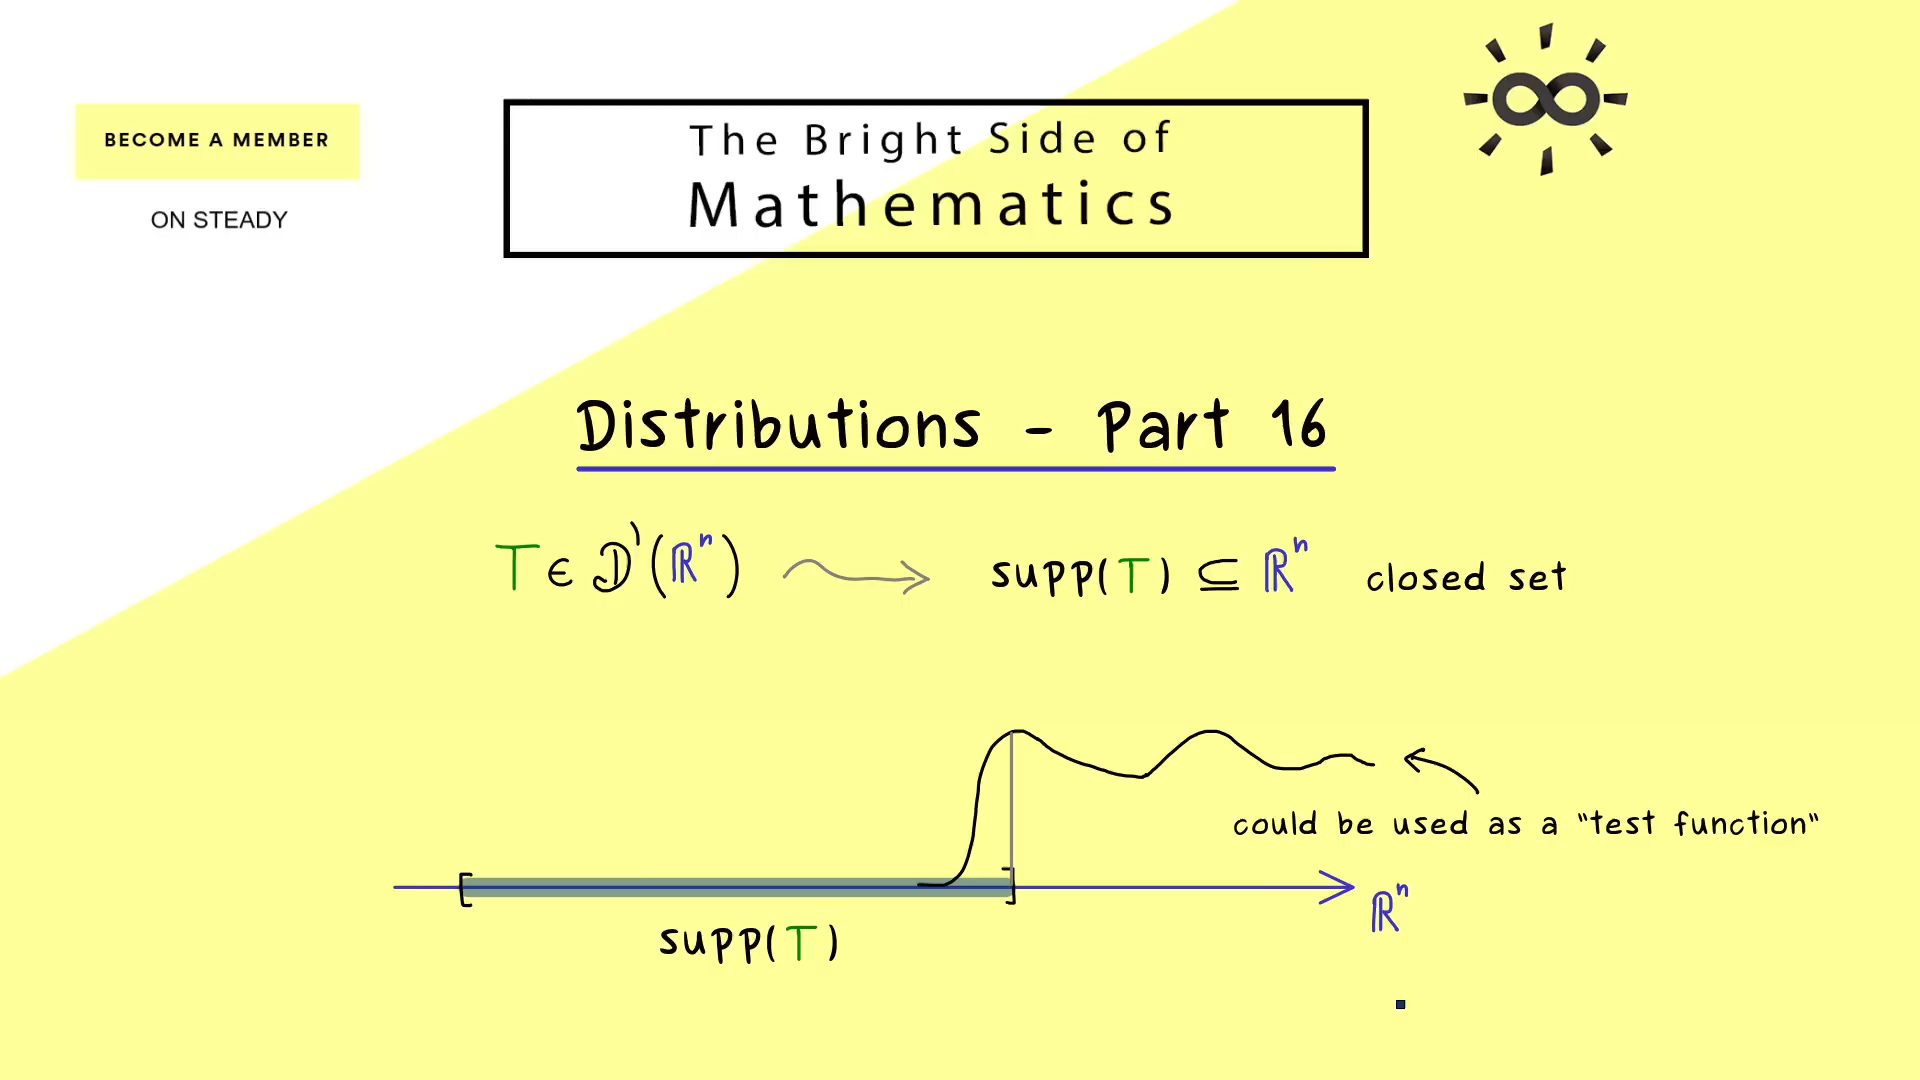 BECOME A MEMBER
ON STEADY
The Bright Side of
Mathematics
Distributions - Part 16
T ∈ 𝒟'(ℝⁿ) ⟶ supp(T) ⊆ ℝⁿ closed set
could be used as a "test function"
ℝⁿ
supp(T)